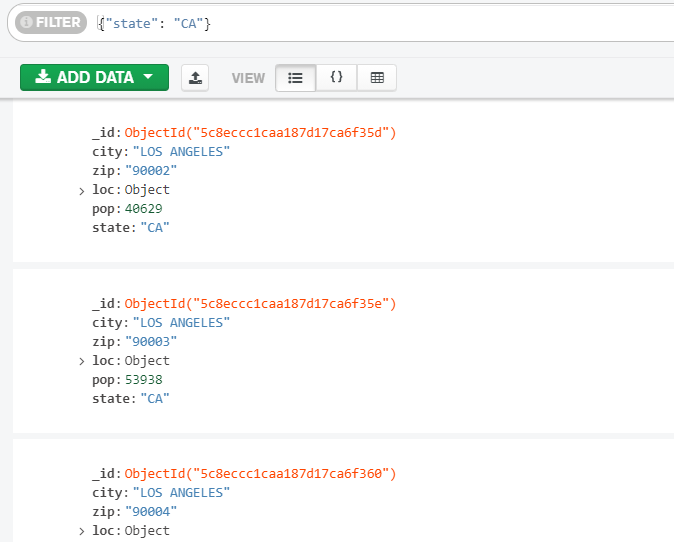 FILTER {"state": "CA"}
ADD DATA VIEW {}
_id: ObjectId("5c8eccc1caa187d17ca6f35d")
city: "LOS ANGELES"
zip: "90002"
> loc: Object
pop: 40629
state: "CA"
_id: ObjectId("5c8eccc1caa187d17ca6f35e")
city: "LOS ANGELES"
zip: "90003"
> loc: Object
pop: 53938
state: "CA"
_id: ObjectId("5c8eccc1caa187d17ca6f360")
city: "LOS ANGELES"
zip: "90004"
> loc: Object